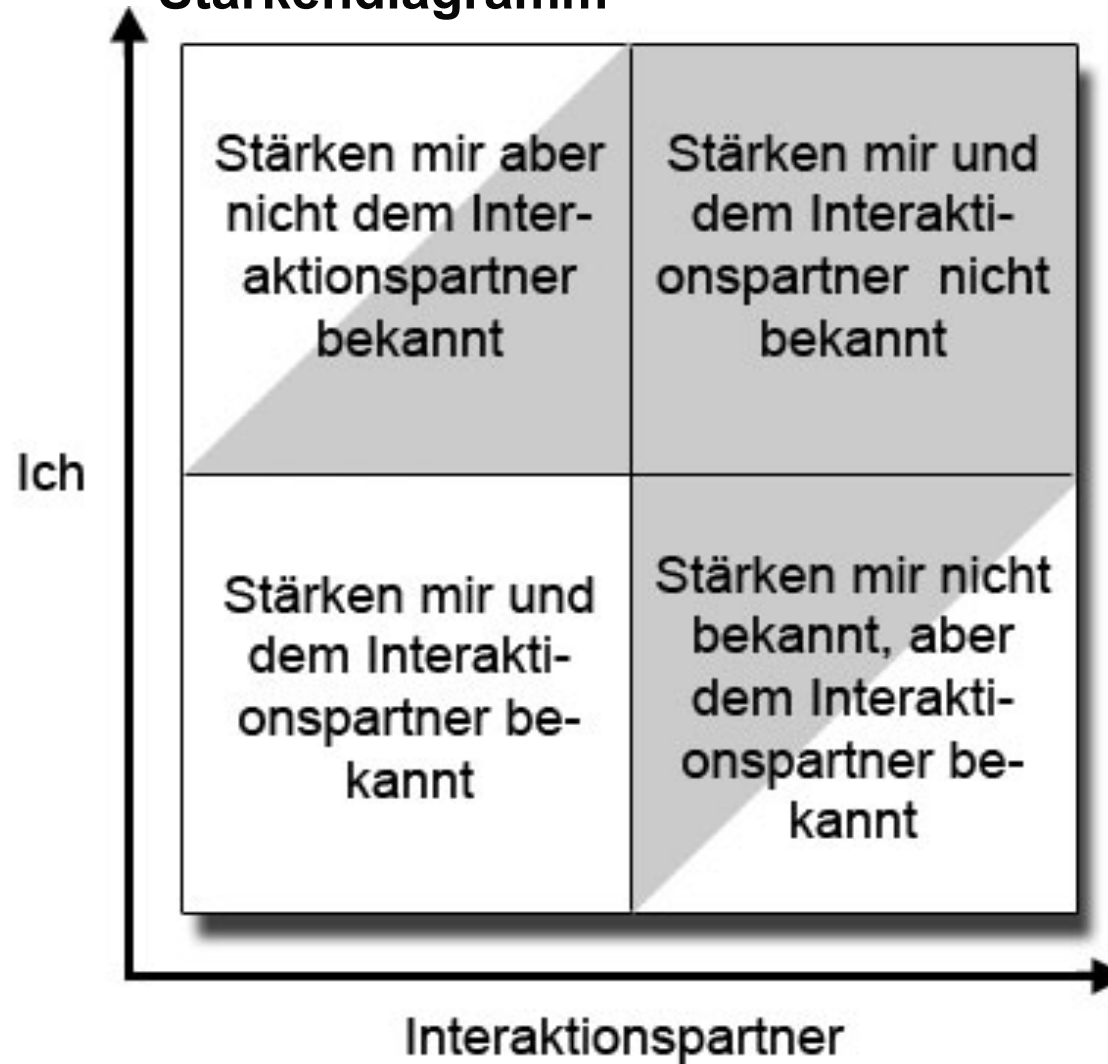 Stärkendiagramm
Stärken mir aber
nicht dem Inter-
aktionspartner
bekannt
Stärken mir und
dem Interakti-
onspartner nicht
bekannt
Ich
Stärken mir und
dem Interakti-
onspartner be-
kannt
Stärken mir nicht
bekannt, aber
dem Interakti-
onspartner be-
kannt
Interaktionspartner